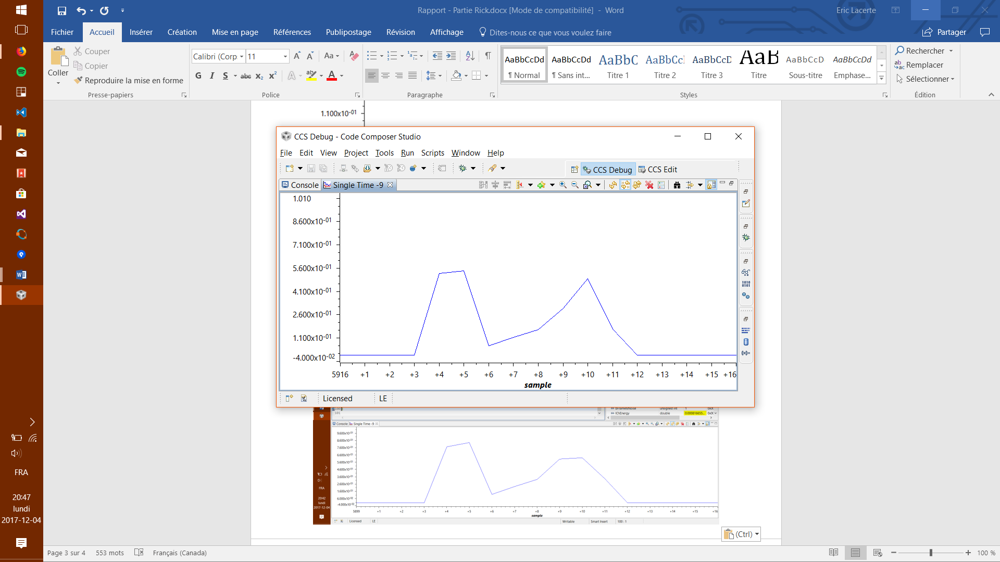 Rapport - Partie Rick.docx [Mode de compatibilité] - Word
Eric Lacerte
Fichier Accueil Insérer Création Mise en page Références Publipostage Révision Affichage Dites-nous ce que vous voulez faire Partager
Coller
Couper
Copier
Reproduire la mise en forme
Presse-papiers
Calibri (Corp 11
Aa
G I S abc x₂ x² A aby A
Police
Paragraphe
AaBbCcDd AaBbCcDd AaBbC AaBbCc AaBbCcD AaB AaBbCcD AaBbCcDd
¶ Normal ¶ Sans int... Titre 1 Titre 2 Titre 3 Titre Sous-titre Emphase...
Styles
Rechercher
Remplacer
Sélectionner
Édition
1.100x10-01
CCS Debug - Code Composer Studio
File Edit View Project Tools Run Scripts Window Help
CCS Debug CCS Edit
Console Single Time -9
1.010
8.600x10-01
7.100x10-01
5.600x10-01
4.100x10-01
2.600x10-01
1.100x10-01
-4.000x10-02
5916 +1 +2 +3 +4 +5 +6 +7 +8 +9 +10 +11 +12 +13 +14 +15 +16
sample
Licensed LE
101
bFrameIsNoise unsigned int 1
lChEnergy double 0.000816655...
Console Single Time -9
9.600x10-01
8.600x10-01
7.600x10-01
6.600x10-01
5.600x10-01
4.600x10-01
3.600x10-01
2.600x10-01
1.600x10-01
6.000x10-02
-4.000x10-02
5899 +1 +2 +3 +4 +5 +6 +7 +8 +9 +10 +11 +12 +13 +14 +15 +16
sample
Licensed LE Writable Smart Insert 100 : 1
FRA
20:42
lundi
2017-12-04
(Ctrl)
FRA
20:47
lundi
2017-12-04
Page 3 sur 4 553 mots Français (Canada) 100 %